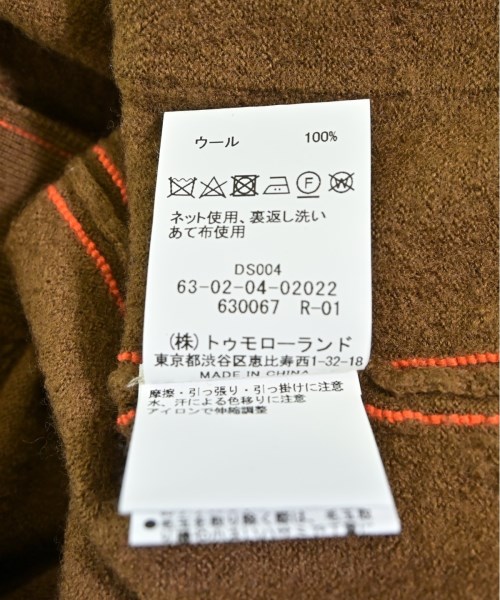 ウール 100%
F W
ネット使用、裏返し洗い
あて布使用
DS004
63-02-04-02022
630067 R-01
(株) トゥモローランド
東京都渋谷区恵比寿西1-32-18
MADE IN CHINA
摩擦・引っ張り・引っ掛けに注意
水、汗による色移りに注意
アイロンで伸縮調整